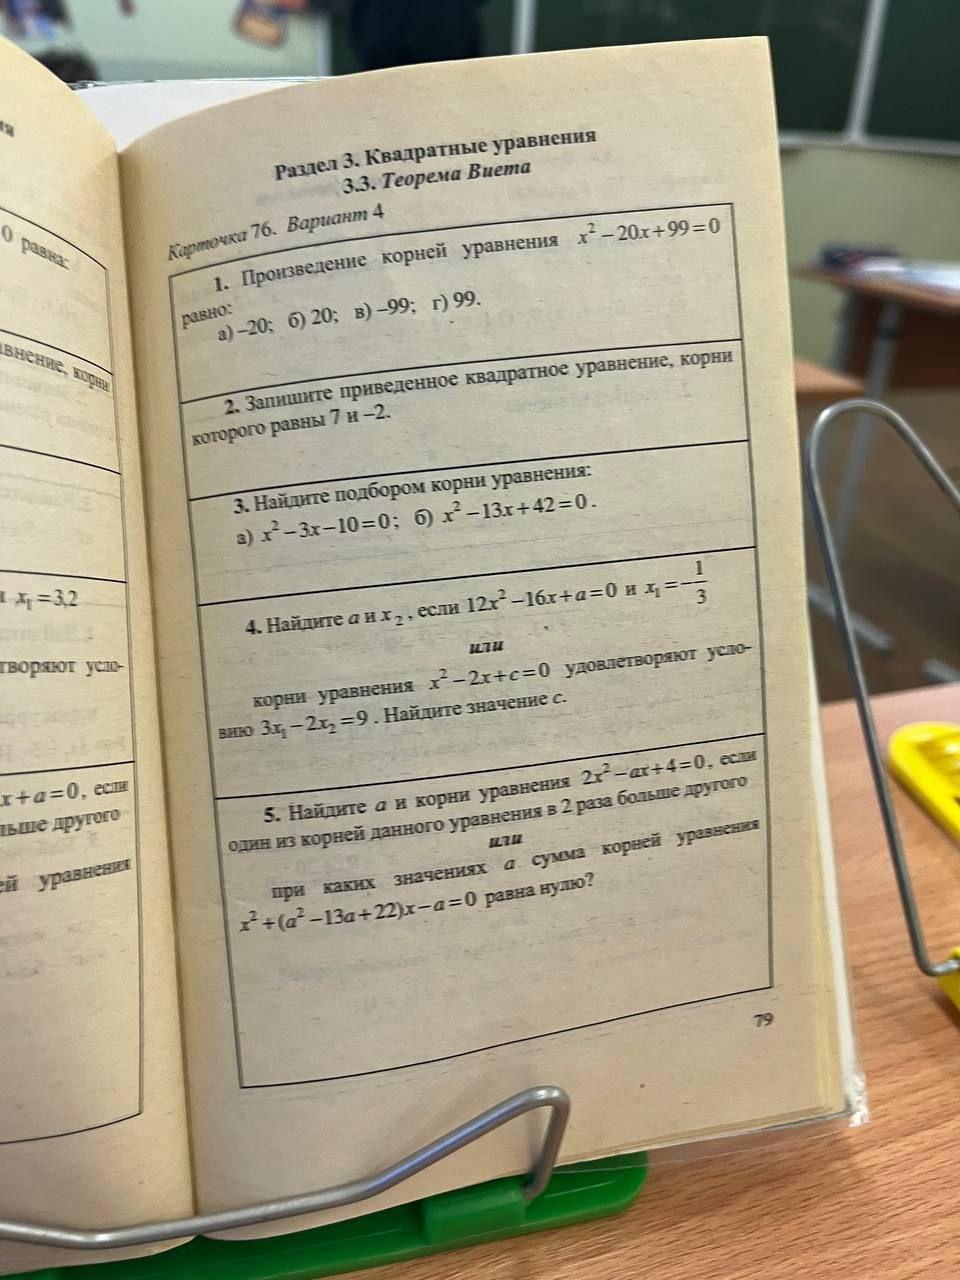 ия
0 равна:
авнение, корни
x₁ = 3,2
творяют усло-
x + a = 0, если
льше другого
ей уравнения
Раздел 3. Квадратные уравнения
3.3. Теорема Виета
Карточка 76. Вариант 4
1. Произведение корней уравнения x² – 20x + 99 = 0
равно:
а) –20; б) 20; в) –99; г) 99.
2. Запишите приведенное квадратное уравнение, корни
которого равны 7 и –2.
3. Найдите подбором корни уравнения:
а) x² – 3x – 10 = 0; б) x² – 13x + 42 = 0.
4. Найдите a и x₂, если 12x² – 16x + a = 0 и x₁ = –1/3
или
корни уравнения x² – 2x + c = 0 удовлетворяют усло-
вию 3x₁ – 2x₂ = 9. Найдите значение c.
5. Найдите a и корни уравнения 2x² – ax + 4 = 0, если
один из корней данного уравнения в 2 раза больше другого
или
при каких значениях a сумма корней уравнения
x² + (a² – 13a + 22)x – a = 0 равна нулю?
79